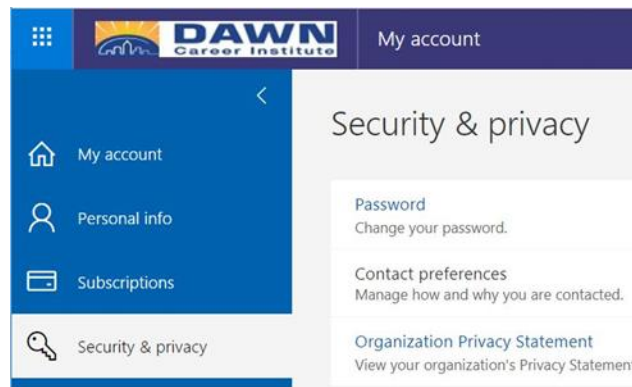 DAWN
Career Institute
My account
My account
Personal info
Subscriptions
Security & privacy
Security & privacy
Password
Change your password.
Contact preferences
Manage how and why you are contacted.
Organization Privacy Statement
View your organization's Privacy Statemen